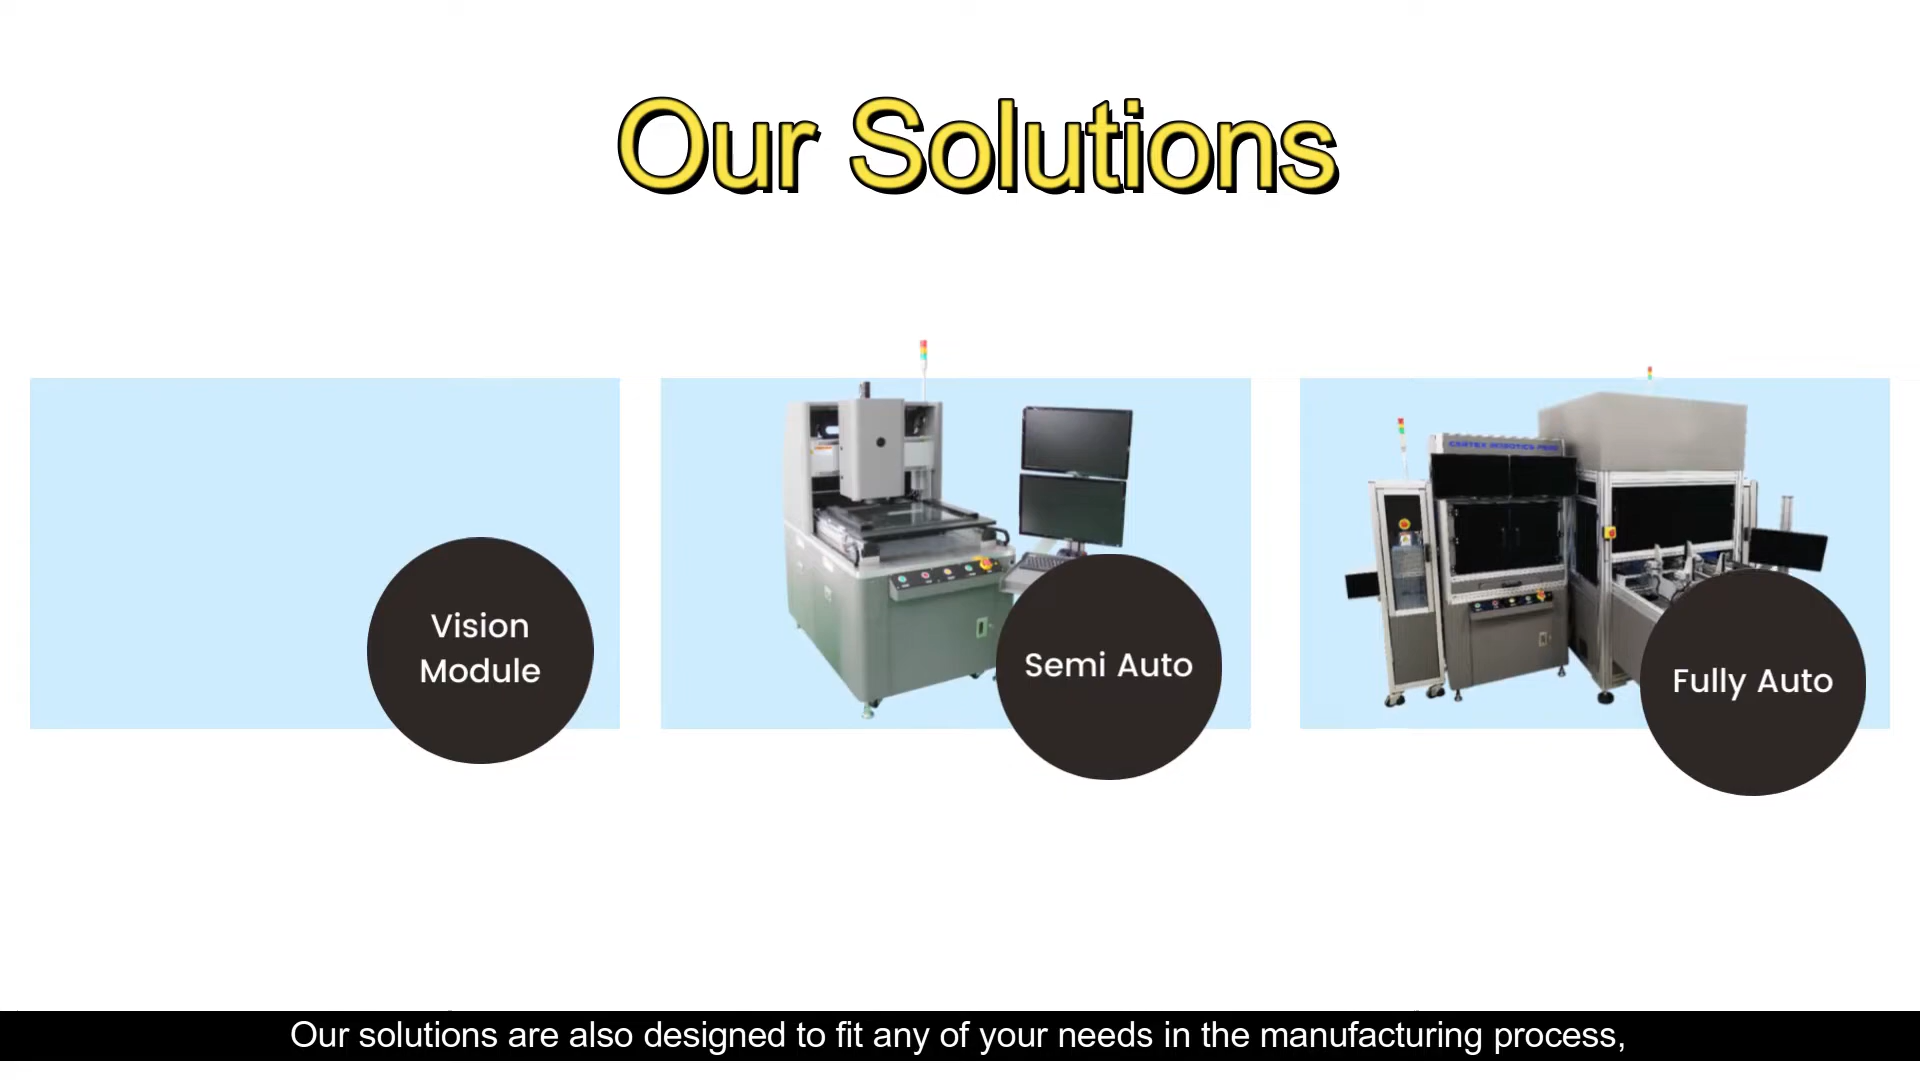 Our Solutions
Vision
Module
Semi Auto
Fully Auto
Our solutions are also designed to fit any of your needs in the manufacturing process,